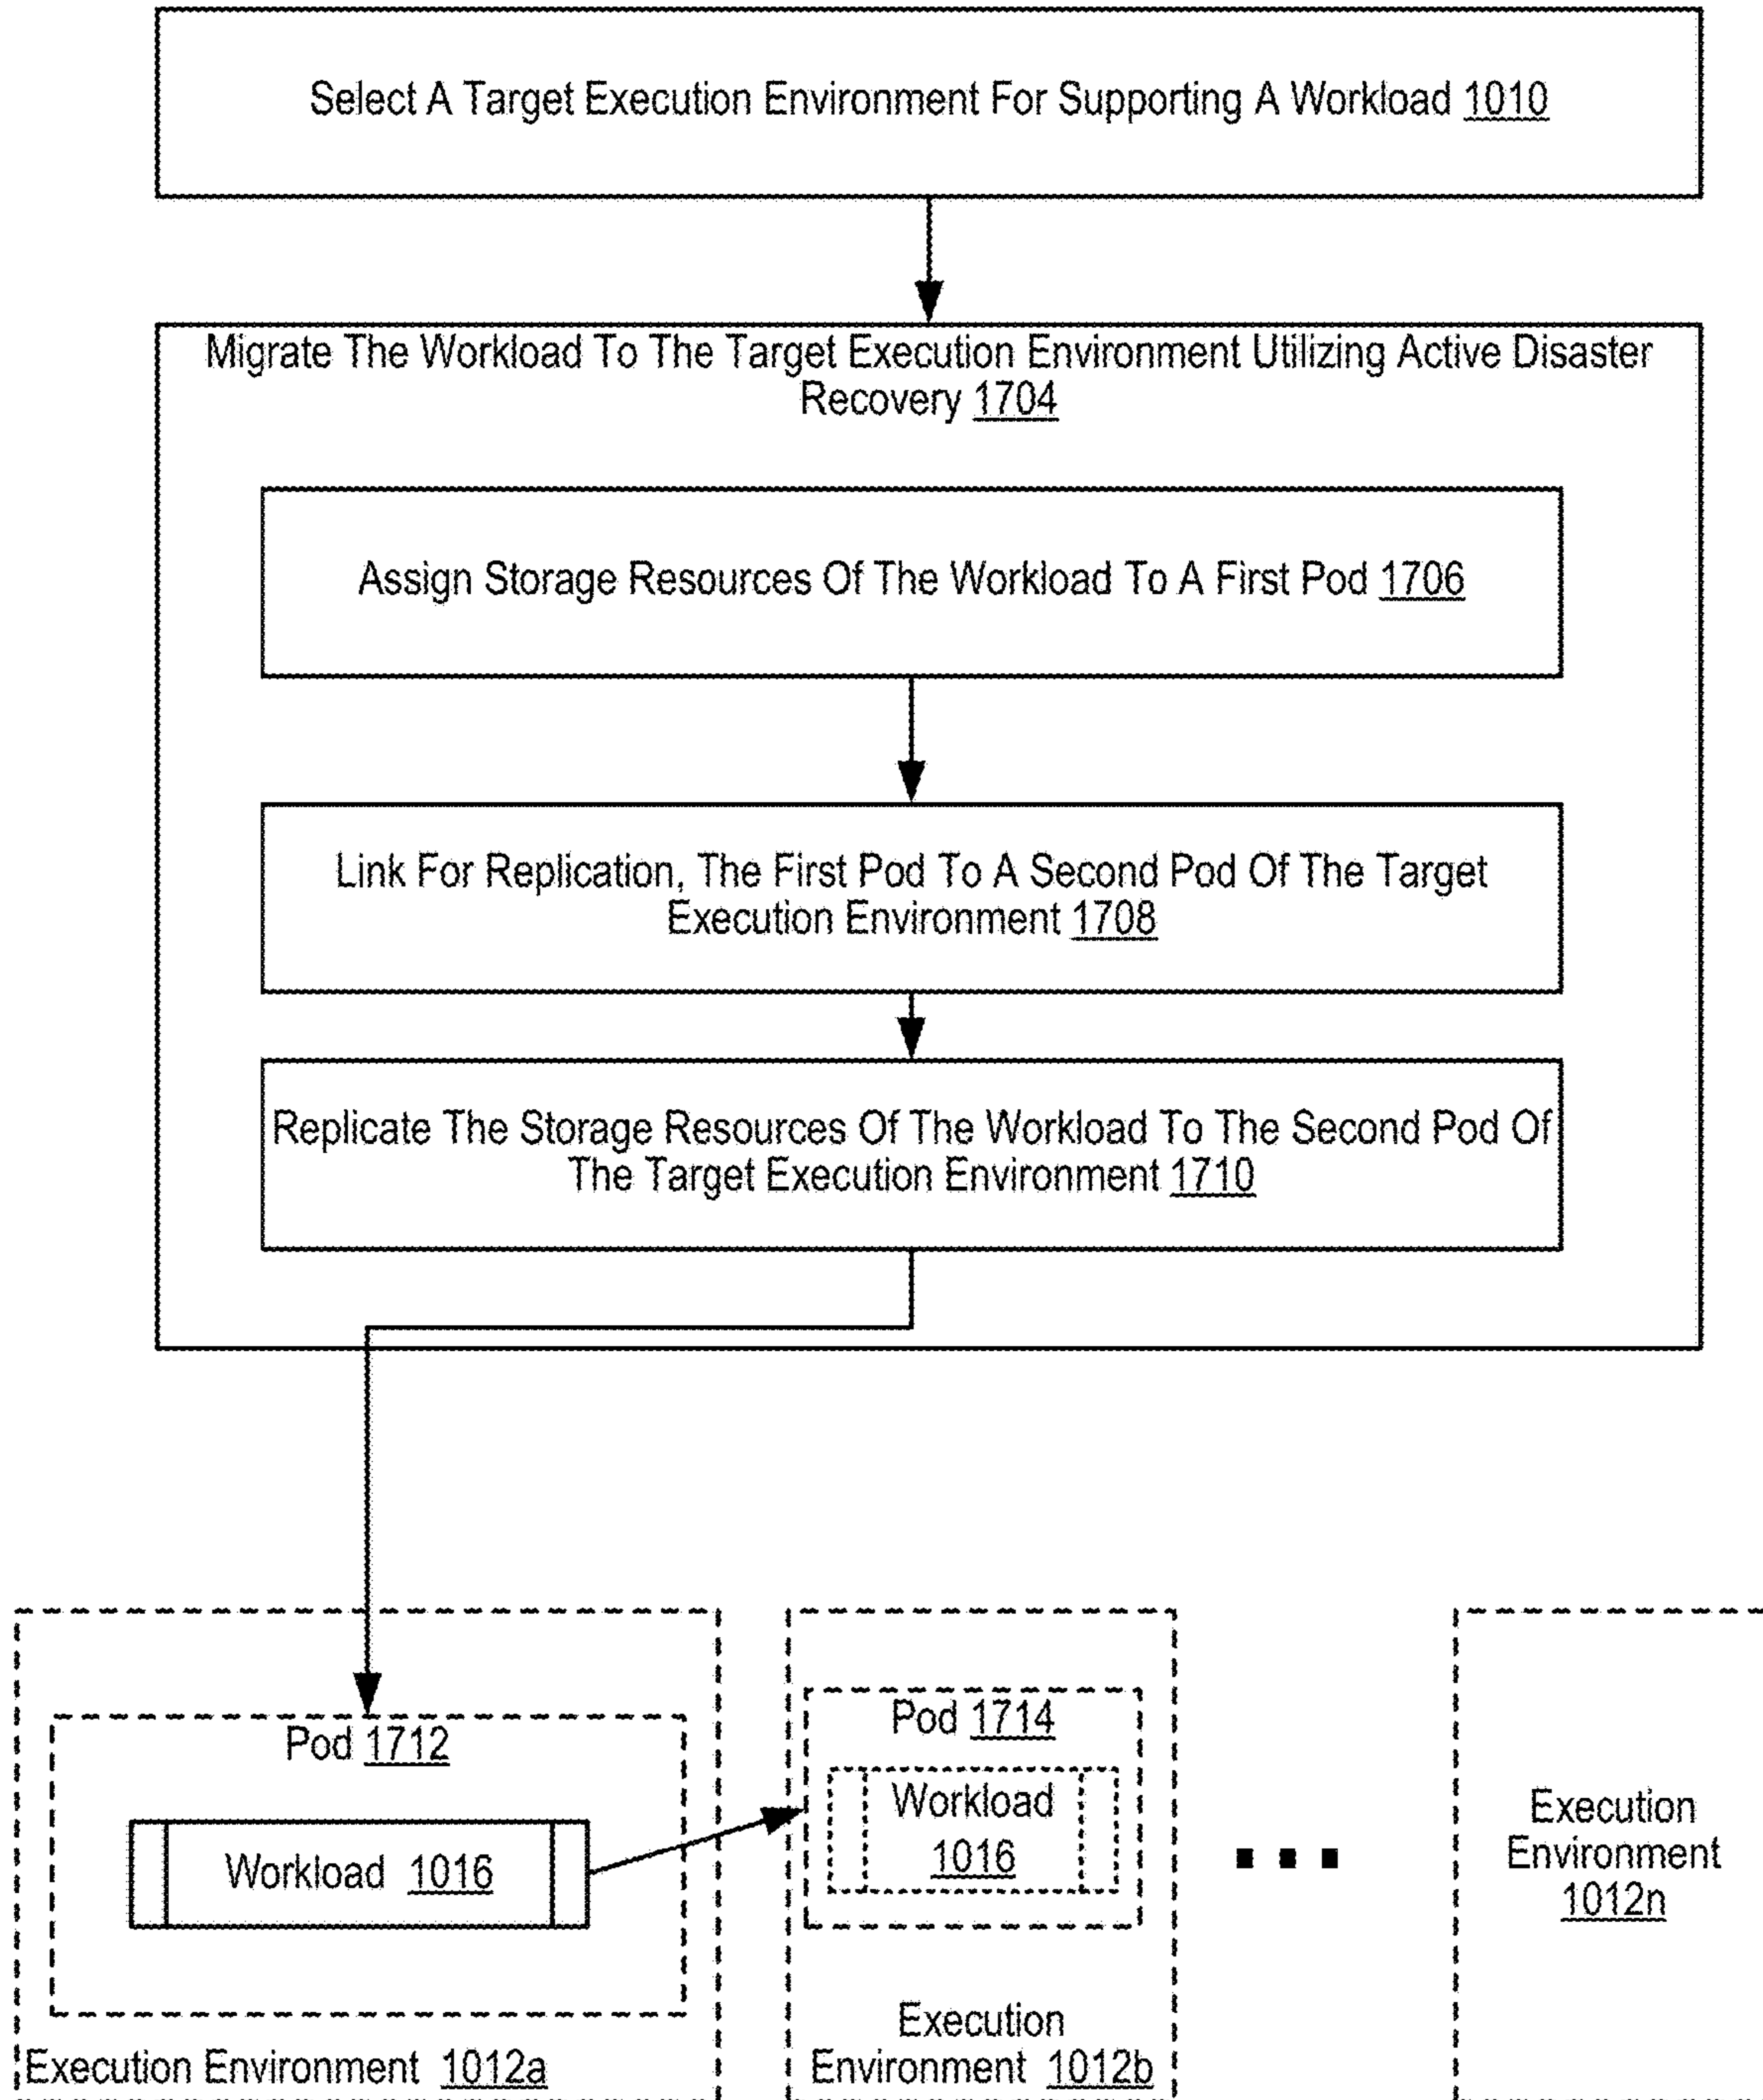 Select A Target Execution Environment For Supporting A Workload 1010
Migrate The Workload To The Target Execution Environment Utilizing Active Disaster
Recovery 1704
Assign Storage Resources Of The Workload To A First Pod 1706
Link For Replication, The First Pod To A Second Pod Of The Target
Execution Environment 1708
Replicate The Storage Resources Of The Workload To The Second Pod Of
The Target Execution Environment 1710
Pod 1712
Workload 1016
Execution Environment 1012a
Pod 1714
Workload
1016
Execution
Environment 1012b
Execution
Environment
1012n